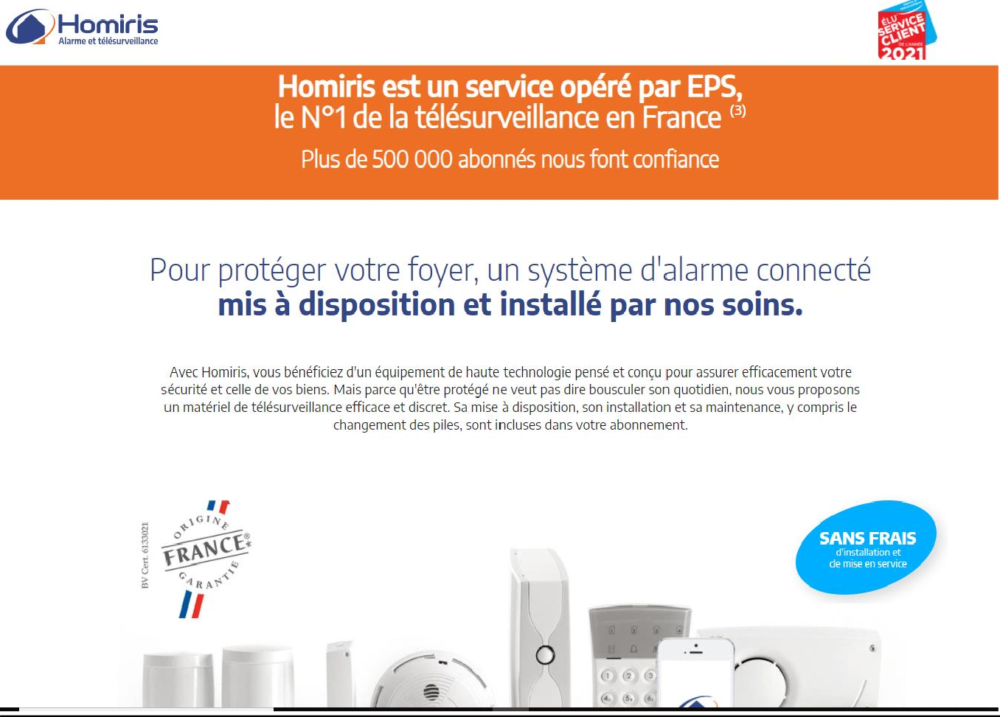 Homiris
Alarme et télésurveillance
ÉLU
SERVICE
CLIENT
DE L'ANNÉE
2021
Homiris est un service opéré par EPS,
le N°1 de la télésurveillance en France (3)
Plus de 500 000 abonnés nous font confiance
Pour protéger votre foyer, un système d'alarme connecté
mis à disposition et installé par nos soins.
Avec Homiris, vous bénéficiez d'un équipement de haute technologie pensé et conçu pour assurer efficacement votre
sécurité et celle de vos biens. Mais parce qu'être protégé ne veut pas dire bousculer son quotidien, nous vous proposons
un matériel de télésurveillance efficace et discret. Sa mise à disposition, son installation et sa maintenance, y compris le
changement des piles, sont incluses dans votre abonnement.
BV Cert. 6133021
ORIGINE
FRANCE®*
GARANTIE
SANS FRAIS
d'installation et
de mise en service
1 2 3
4 5 6